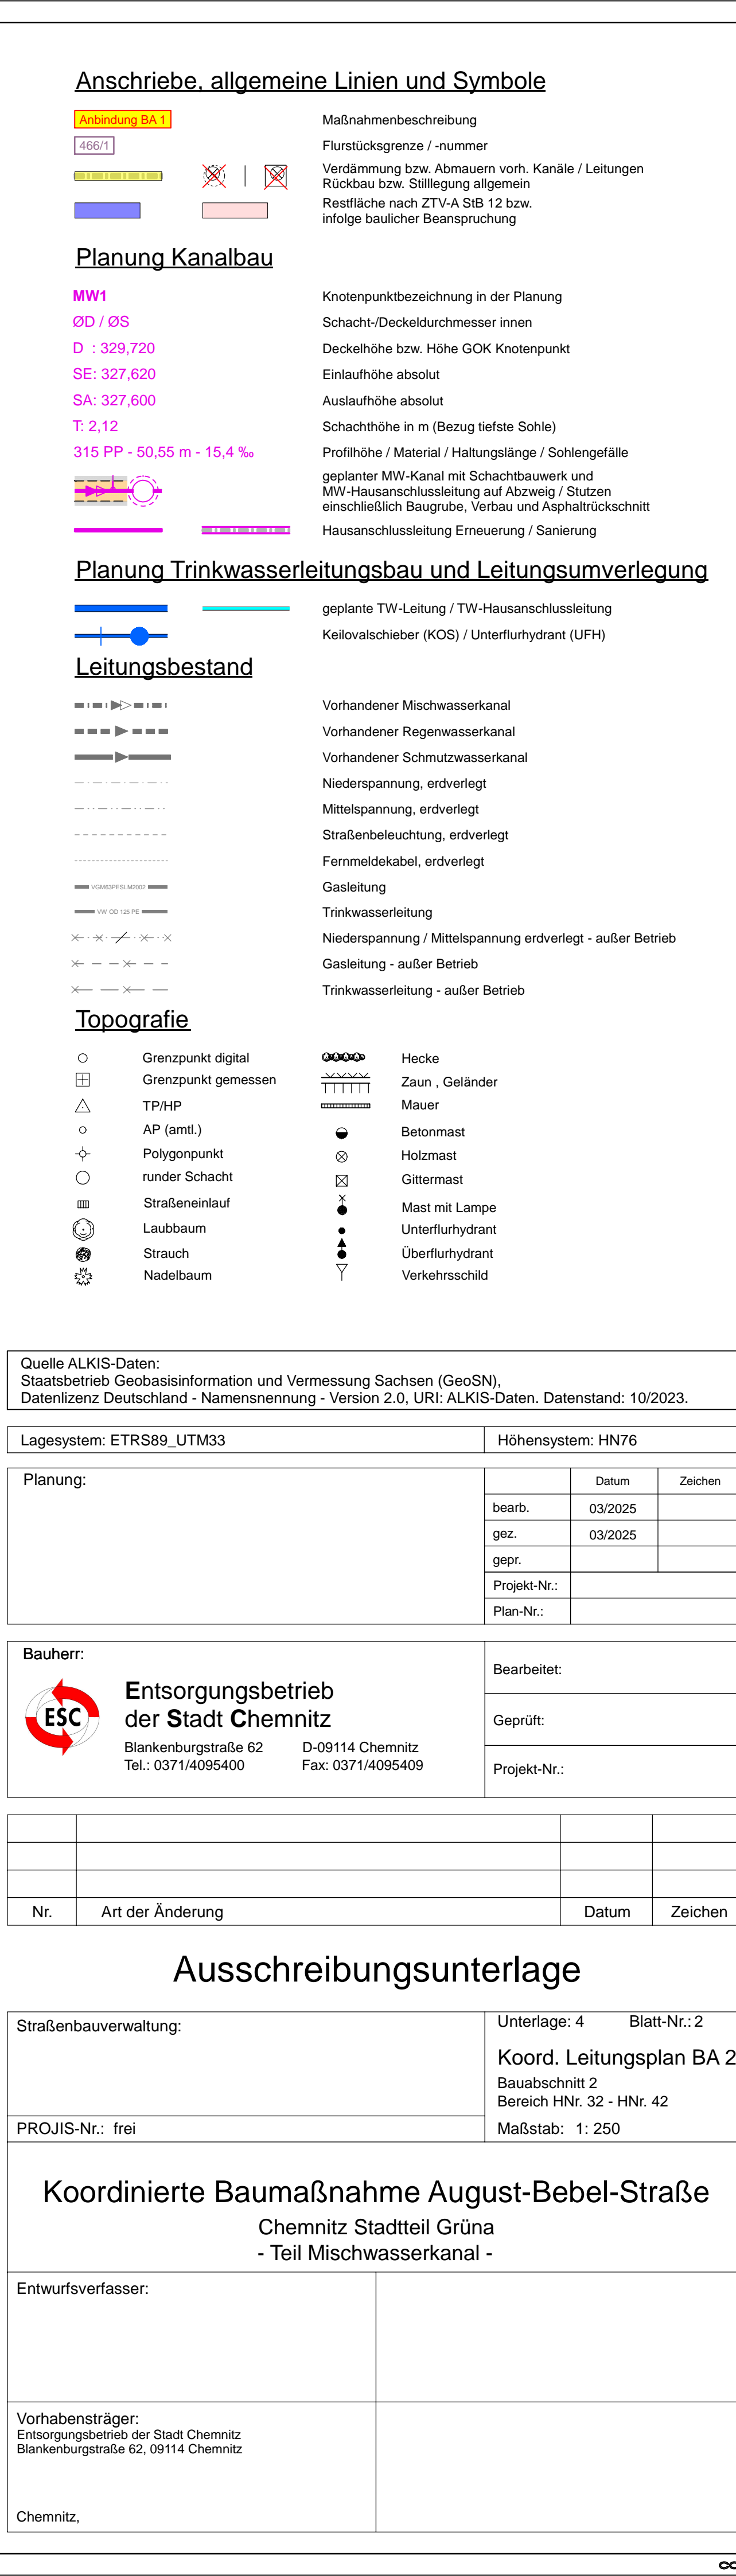 Anschriebe, allgemeine Linien und Symbole
Anbindung BA 1 Maßnahmenbeschreibung
466/1 Flurstücksgrenze / -nummer
Verdämmung bzw. Abmauern vorh. Kanäle / Leitungen
Rückbau bzw. Stilllegung allgemein
Restfläche nach ZTV-A StB 12 bzw.
infolge baulicher Beanspruchung
Planung Kanalbau
MW1 Knotenpunktbezeichnung in der Planung
ØD / ØS Schacht-/Deckeldurchmesser innen
D : 329,720 Deckelhöhe bzw. Höhe GOK Knotenpunkt
SE: 327,620 Einlaufhöhe absolut
SA: 327,600 Auslaufhöhe absolut
T: 2,12 Schachthöhe in m (Bezug tiefste Sohle)
315 PP - 50,55 m - 15,4 ‰ Profilhöhe / Material / Haltungslänge / Sohlengefälle
geplanter MW-Kanal mit Schachtbauwerk und
MW-Hausanschlussleitung auf Abzweig / Stutzen
einschließlich Baugrube, Verbau und Asphaltrückschnitt
Hausanschlussleitung Erneuerung / Sanierung
Planung Trinkwasserleitungsbau und Leitungsumverlegung
geplante TW-Leitung / TW-Hausanschlussleitung
Keilovalschieber (KOS) / Unterflurhydrant (UFH)
Leitungsbestand
Vorhandener Mischwasserkanal
Vorhandener Regenwasserkanal
Vorhandener Schmutzwasserkanal
Niederspannung, erdverlegt
Mittelspannung, erdverlegt
Straßenbeleuchtung, erdverlegt
Fernmeldekabel, erdverlegt
VGM63PESLM2002 Gasleitung
VW OD 125 PE Trinkwasserleitung
Niederspannung / Mittelspannung erdverlegt - außer Betrieb
Gasleitung - außer Betrieb
Trinkwasserleitung - außer Betrieb
Topografie
Grenzpunkt digital Hecke
Grenzpunkt gemessen Zaun , Geländer
TP/HP Mauer
AP (amtl.) Betonmast
Polygonpunkt Holzmast
runder Schacht Gittermast
Straßeneinlauf Mast mit Lampe
Laubbaum Unterflurhydrant
Strauch Überflurhydrant
Nadelbaum Verkehrsschild
Quelle ALKIS-Daten:
Staatsbetrieb Geobasisinformation und Vermessung Sachsen (GeoSN),
Datenlizenz Deutschland - Namensnennung - Version 2.0, URI: ALKIS-Daten. Datenstand: 10/2023.
Lagesystem: ETRS89_UTM33 Höhensystem: HN76
Planung:
Datum Zeichen
bearb. 03/2025
gez. 03/2025
gepr.
Projekt-Nr.:
Plan-Nr.:
Bauherr:
ESC
Entsorgungsbetrieb
der Stadt Chemnitz
Blankenburgstraße 62 D-09114 Chemnitz
Tel.: 0371/4095400 Fax: 0371/4095409
Bearbeitet:
Geprüft:
Projekt-Nr.:
Nr. Art der Änderung Datum Zeichen
Ausschreibungsunterlage
Straßenbauverwaltung:
PROJIS-Nr.: frei
Unterlage: 4 Blatt-Nr.: 2
Koord. Leitungsplan BA 2
Bauabschnitt 2
Bereich HNr. 32 - HNr. 42
Maßstab: 1: 250
Koordinierte Baumaßnahme August-Bebel-Straße
Chemnitz Stadtteil Grüna
- Teil Mischwasserkanal -
Entwurfsverfasser:
Vorhabensträger:
Entsorgungsbetrieb der Stadt Chemnitz
Blankenburgstraße 62, 09114 Chemnitz
Chemnitz,